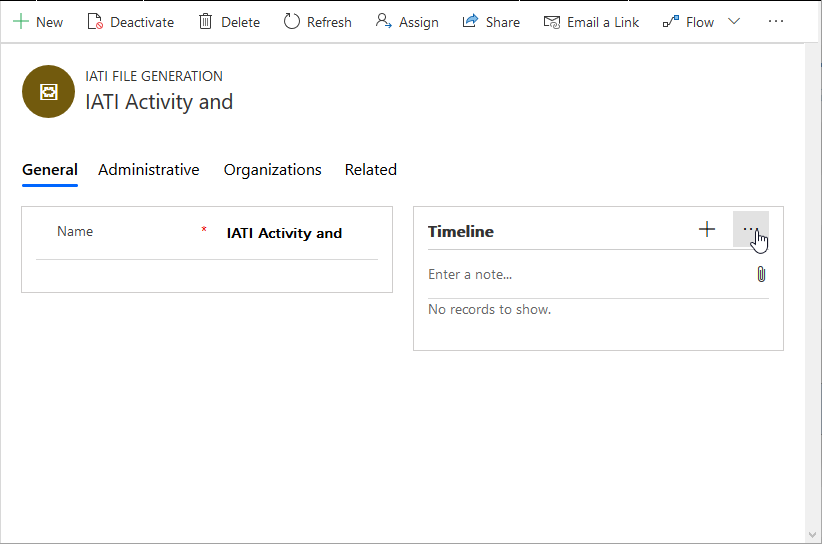 New Deactivate Delete Refresh Assign Share Email a Link Flow ...
IATI FILE GENERATION
IATI Activity and
General Administrative Organizations Related
Name * IATI Activity and
Timeline
Enter a note...
No records to show.